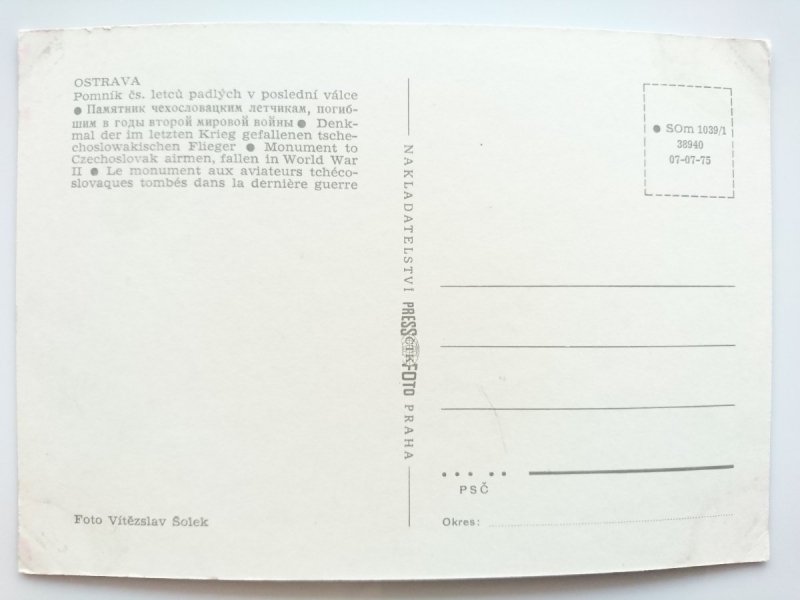 OSTRAVA
Pomník čs. letců padlých v poslední válce
● Памятник чехословацким летчикам, погиб-
шим в годы второй мировой войны ● Denk-
mal der im letzten Krieg gefallenen tsche-
choslowakischen Flieger ● Monument to
Czechoslovak airmen, fallen in World War
II ● Le monument aux aviateurs tchéco-
slovaques tombés dans la dernière guerre
Foto Vítězslav Šolek
NAKLADATELSTVÍ PRESSFOTO PRAHA
ČTK
● SOm 1039/1
38940
07-07-75
PSČ
Okres: